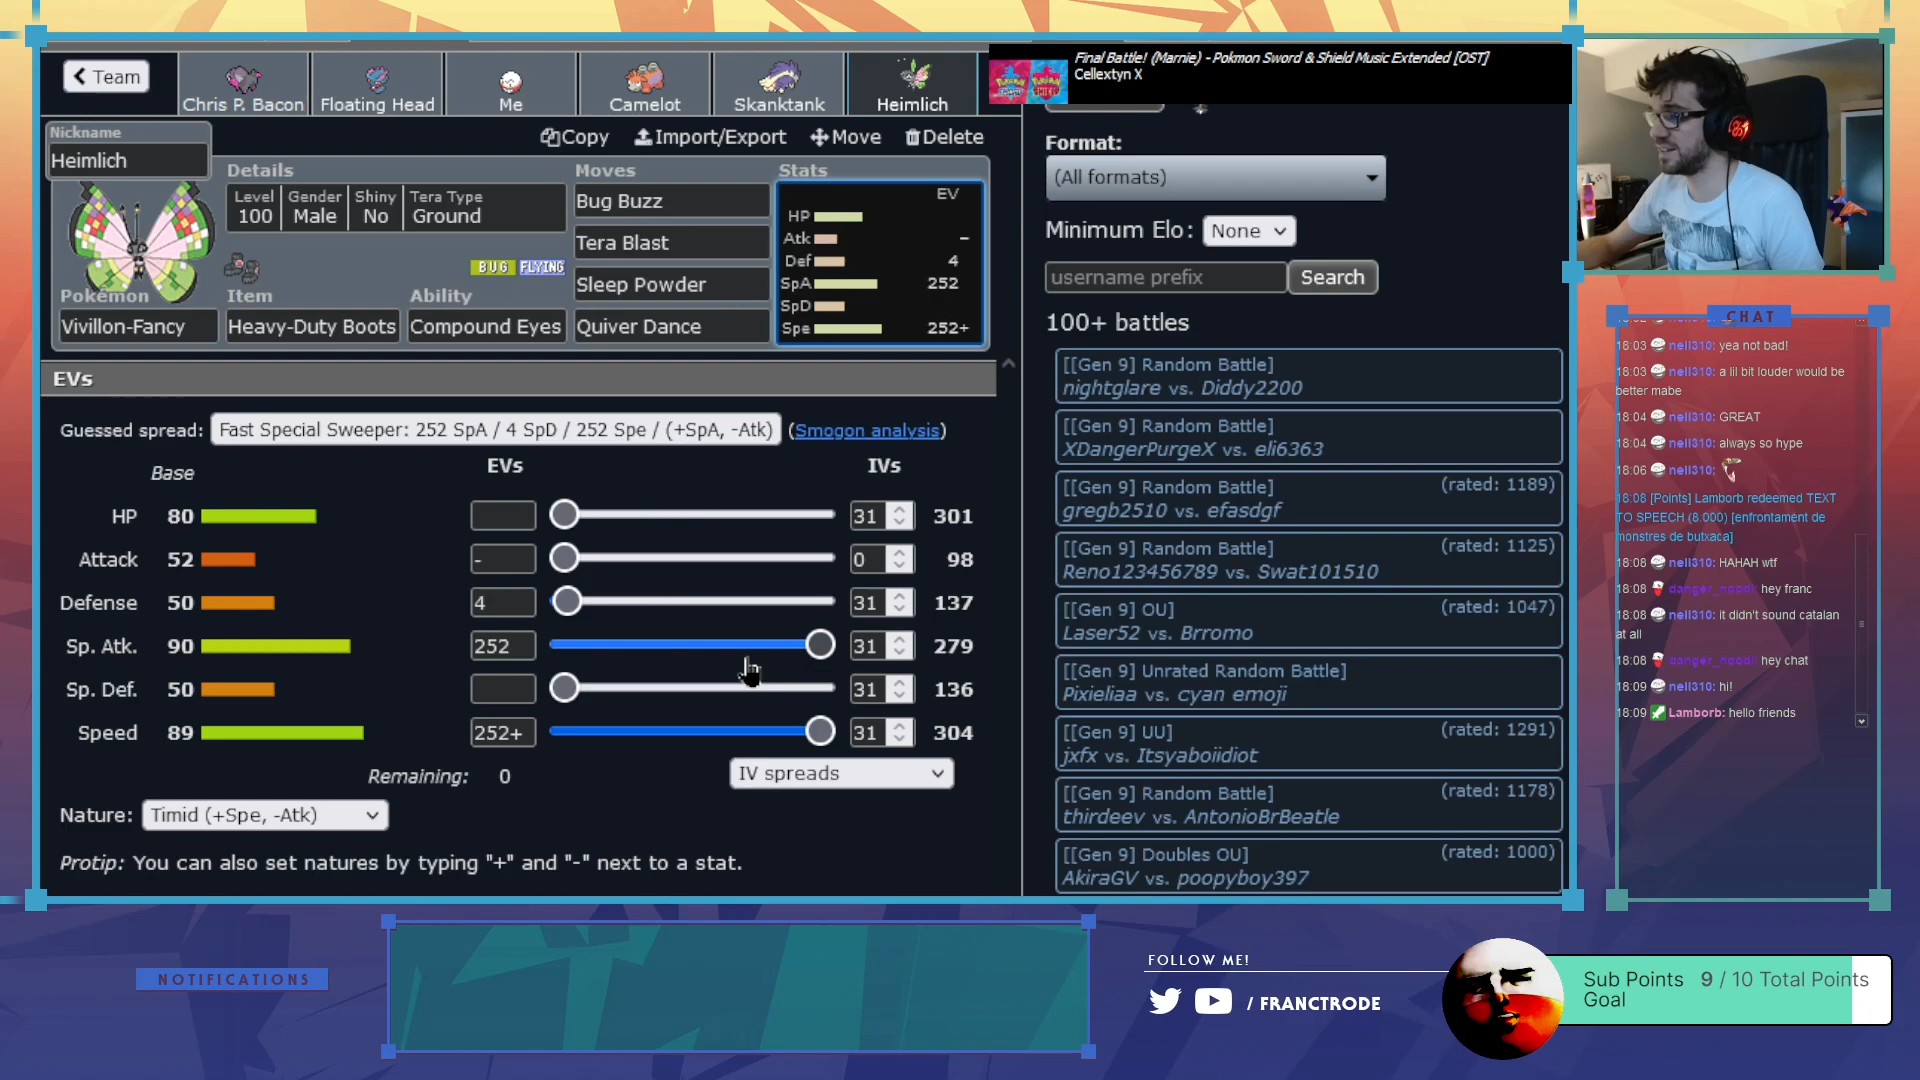 Team
Chris P. Bacon
Floating Head
Me
Camelot
Skanktank
Heimlich
Final Battle! (Marnie) - Pokmon Sword & Shield Music Extended [OST]
Cellextyn X
Nickname
Heimlich
Copy
Import/Export
Move
Delete
Details
Moves
Stats
Level
100
Gender
Male
Shiny
No
Tera Type
Ground
BUG
FLYING
Pokémon
Vivillon-Fancy
Item
Heavy-Duty Boots
Ability
Compound Eyes
Bug Buzz
Tera Blast
Sleep Powder
Quiver Dance
EV
HP
Atk –
Def 4
SpA 252
SpD
Spe 252+
EVs
Guessed spread: Fast Special Sweeper: 252 SpA / 4 SpD / 252 Spe / (+SpA, -Atk) (Smogon analysis)
Base EVs IVs
HP 80 31 301
Attack 52 - 0 98
Defense 50 4 31 137
Sp. Atk. 90 252 31 279
Sp. Def. 50 31 136
Speed 89 252+ 31 304
Remaining: 0
IV spreads
Nature: Timid (+Spe, -Atk)
Protip: You can also set natures by typing "+" and "-" next to a stat.
Format:
(All formats)
Minimum Elo: None
username prefix
Search
100+ battles
[[Gen 9] Random Battle]
nightglare vs. Diddy2200
[[Gen 9] Random Battle]
XDangerPurgeX vs. eli6363
[[Gen 9] Random Battle] (rated: 1189)
gregb2510 vs. efasdgf
[[Gen 9] Random Battle] (rated: 1125)
Reno123456789 vs. Swat101510
[[Gen 9] OU] (rated: 1047)
Laser52 vs. Brromo
[[Gen 9] Unrated Random Battle]
Pixieliaa vs. cyan emoji
[[Gen 9] UU] (rated: 1291)
jxfx vs. Itsyaboiidiot
[[Gen 9] Random Battle] (rated: 1178)
thirdeev vs. AntonioBrBeatle
[[Gen 9] Doubles OU] (rated: 1000)
AkiraGV vs. poopyboy397
CHAT
18:03 nell310: yea not bad!
18:03 nell310: a lil bit louder would be
better mabe
18:04 nell310: GREAT
18:04 nell310: always so hype
18:06 nell310:
18:08 [Points] Lamborb redeemed TEXT
TO SPEECH (8 000) [enfrontament de
monstres de butxaca]
18:08 nell310: HAHAH wtf
18:08 danger_nood: hey franc
18:08 nell310: it didn't sound catalan
at all
18:08 danger_nood: hey chat
18:09 nell310: hi!
18:09 Lamborb: hello friends
NOTIFICATIONS
FOLLOW ME!
/ FRANCTRODE
Sub Points 9 / 10 Total Points
Goal